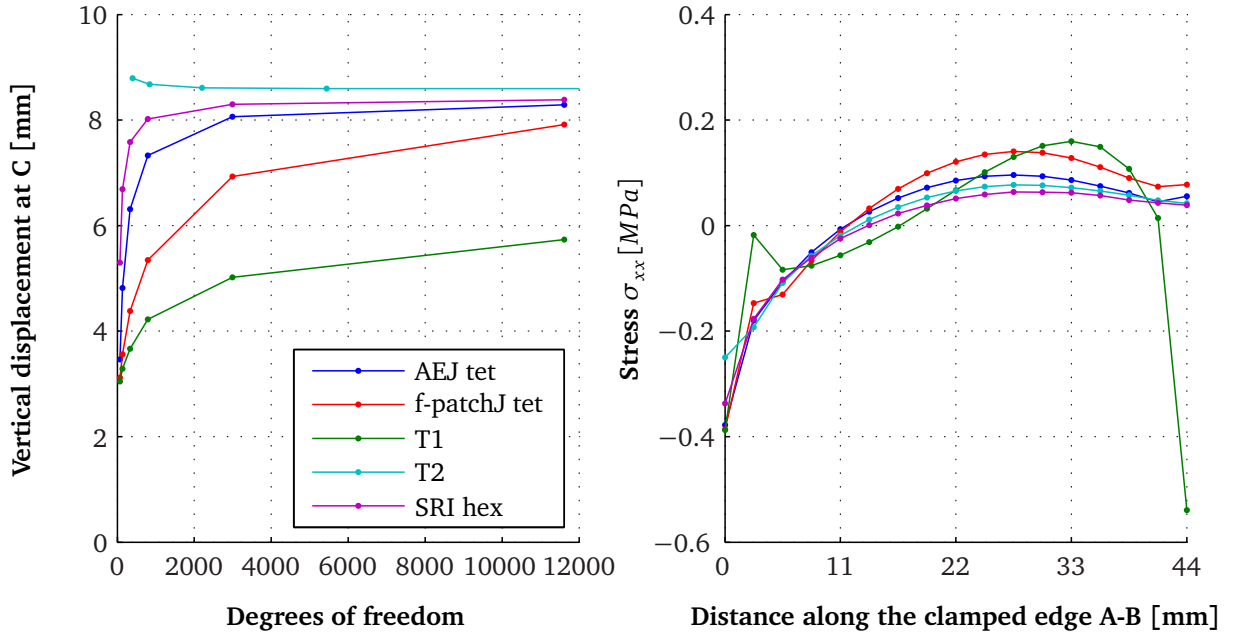 Vertical displacement at C [mm]
10
8
6
4
2
0
0 2000 4000 6000 8000 10000 12000
Degrees of freedom
AEJ tet
f-patchJ tet
T1
T2
SRI hex
Stress σxx [MPa]
0.4
0.2
0
−0.2
−0.4
−0.6
0 11 22 33 44
Distance along the clamped edge A-B [mm]